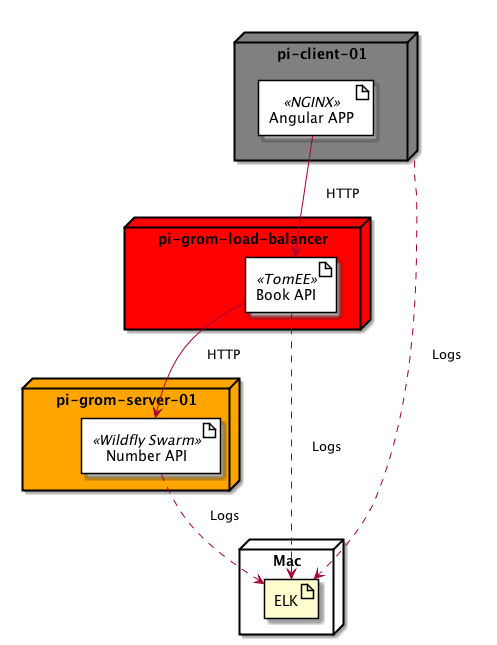 pi-client-01
«NGINX»
Angular APP
HTTP
pi-grom-load-balancer
«TomEE»
Book API
HTTP
Logs
pi-grom-server-01
«Wildfly Swarm»
Number API
Logs
Logs
Mac
ELK